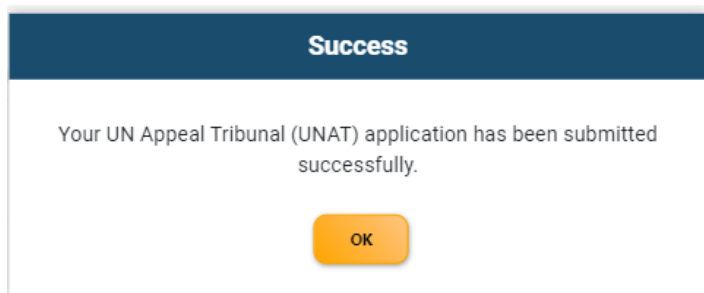 Success
Your UN Appeal Tribunal (UNAT) application has been submitted
successfully.
OK